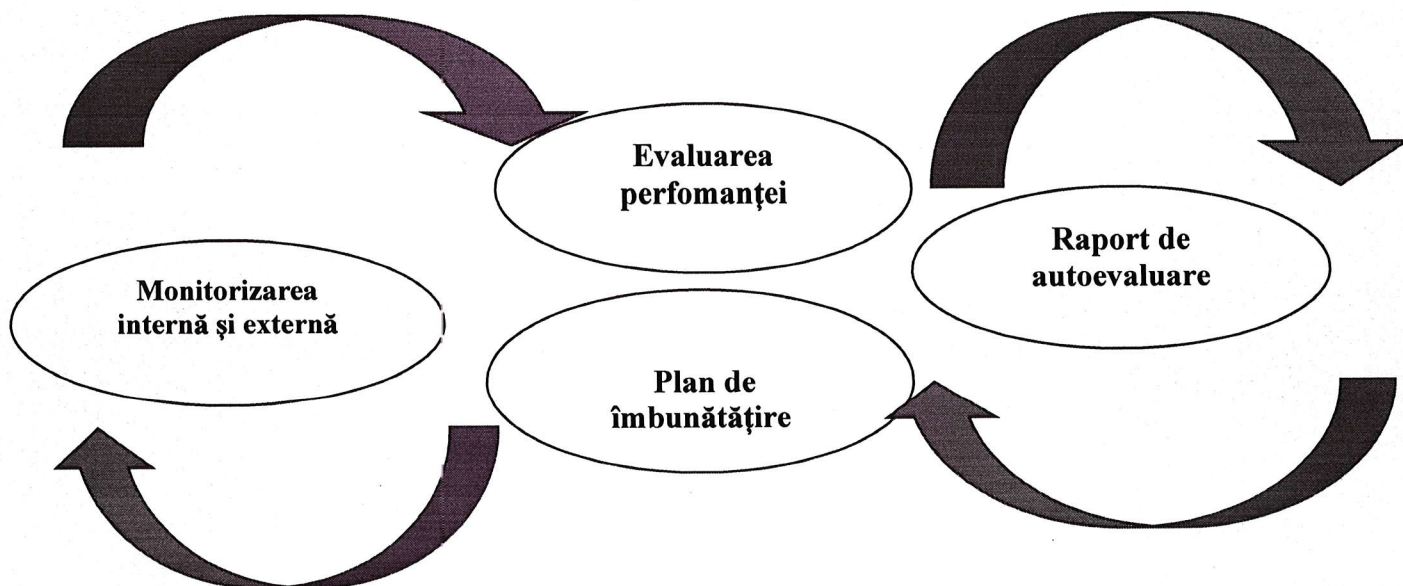 Evaluarea
perfomanței
Raport de
autoevaluare
Monitorizarea
internă și externă
Plan de
îmbunătățire